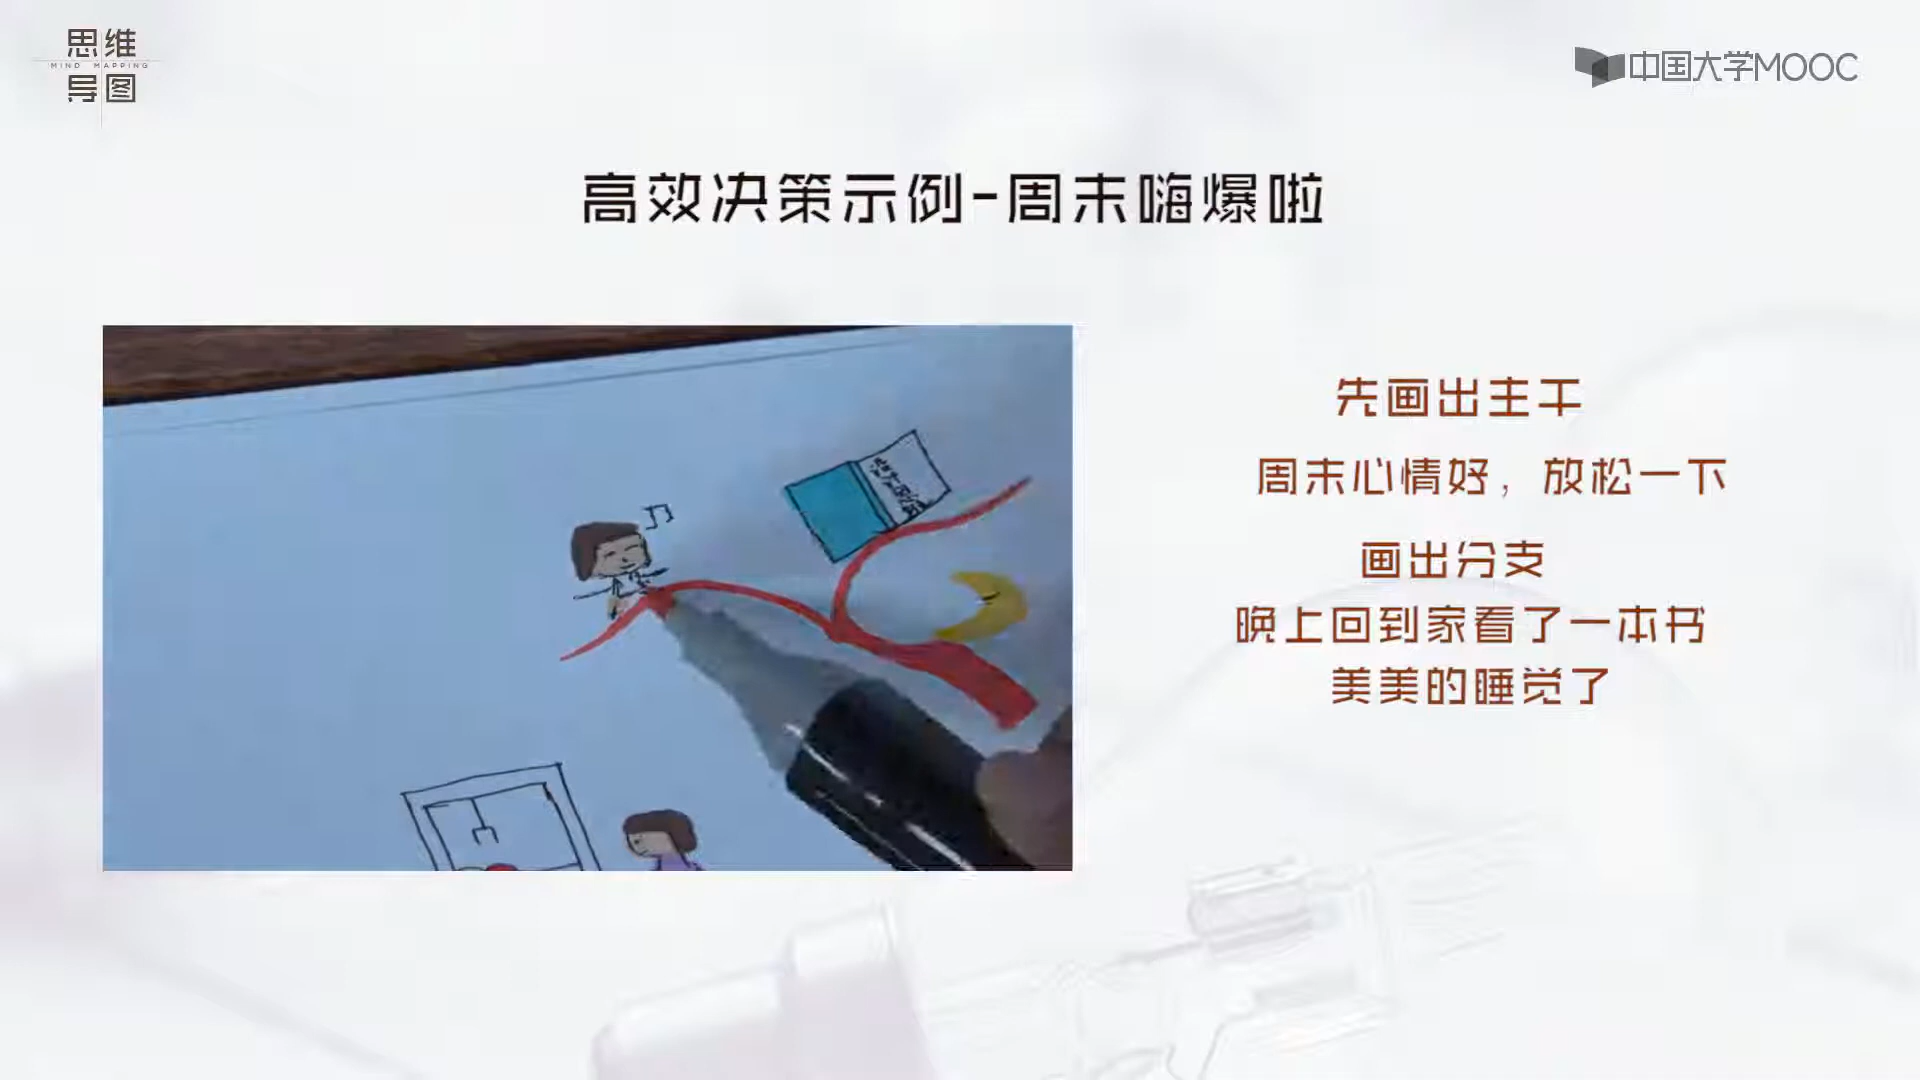 思维
MIND MAPPING
导图
中国大学MOOC
高效决策示例-周末嗨爆啦
先画出主干
周末心情好，放松一下
画出分支
晚上回到家看了一本书
美美的睡觉了